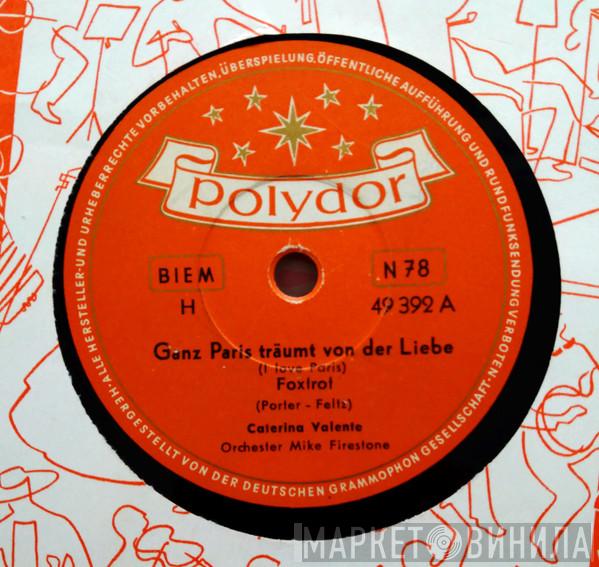 ALLE HERSTELLER- UND URHEBERRECHTE VORBEHALTEN, ÜBERSPIELUNG, ÖFFENTLICHE AUFFÜHRUNG UND RUNDFUNKSENDUNG VERBOTEN
polydor
BIEM
N 78
H
49 392 A
Ganz Paris träumt von der Liebe
(I love Paris)
Foxtrot
(Porter - Feltz)
Caterina Valente
Orchester Mike Firestone
HERGESTELLT VON DER DEUTSCHEN GRAMMOPHON GESELLSCHAFT
МАРКЕТ ВИНИЛА